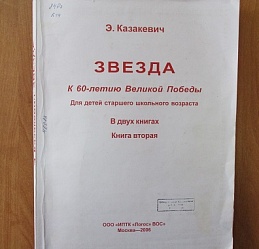 Э. Казакевич
ЗВЕЗДА
К 60-летию Великой Победы
Для детей старшего школьного возраста
В двух книгах
Книга вторая
ООО «ИПТК «Логос» ВОС»
Москва—2006